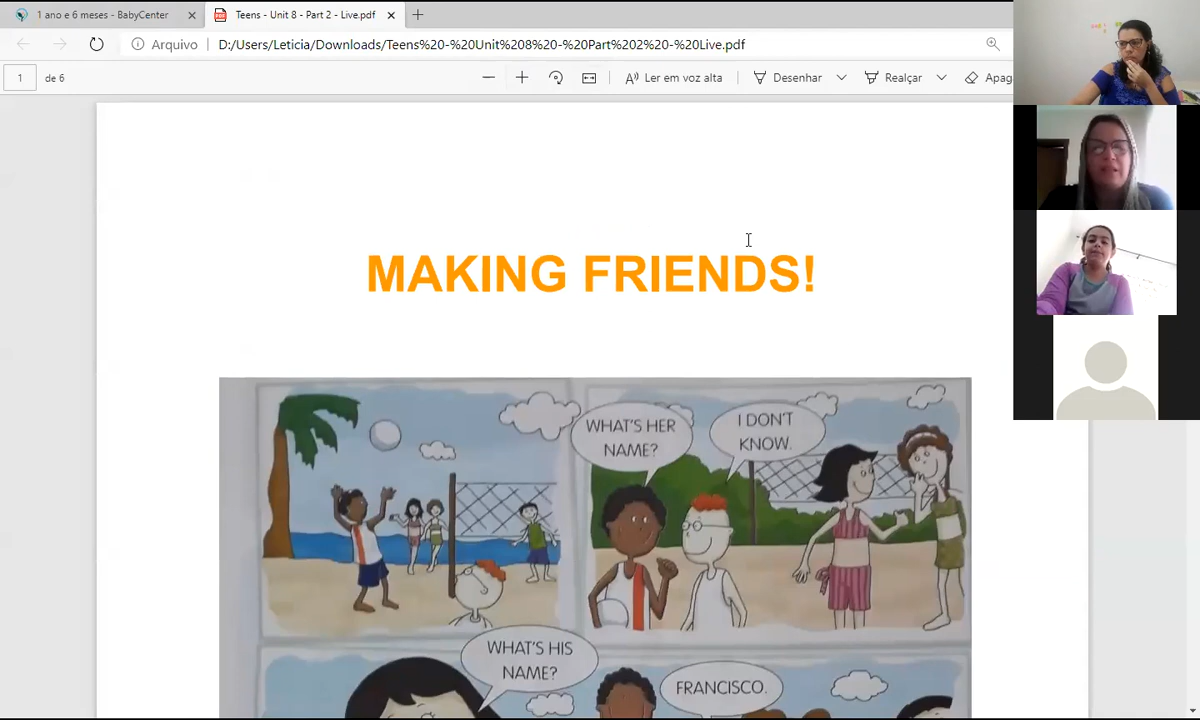 1 ano e 6 meses - BabyCenter
Teens - Unit 8 - Part 2 - Live.pdf
Arquivo
D:/Users/Leticia/Downloads/Teens%20-%20Unit%208%20-%20Part%202%20-%20Live.pdf
1
de 6
Ler em voz alta
Desenhar
Realçar
Apag
MAKING FRIENDS!
WHAT'S HER
NAME?
I DON'T
KNOW.
WHAT'S HIS
NAME?
FRANCISCO.